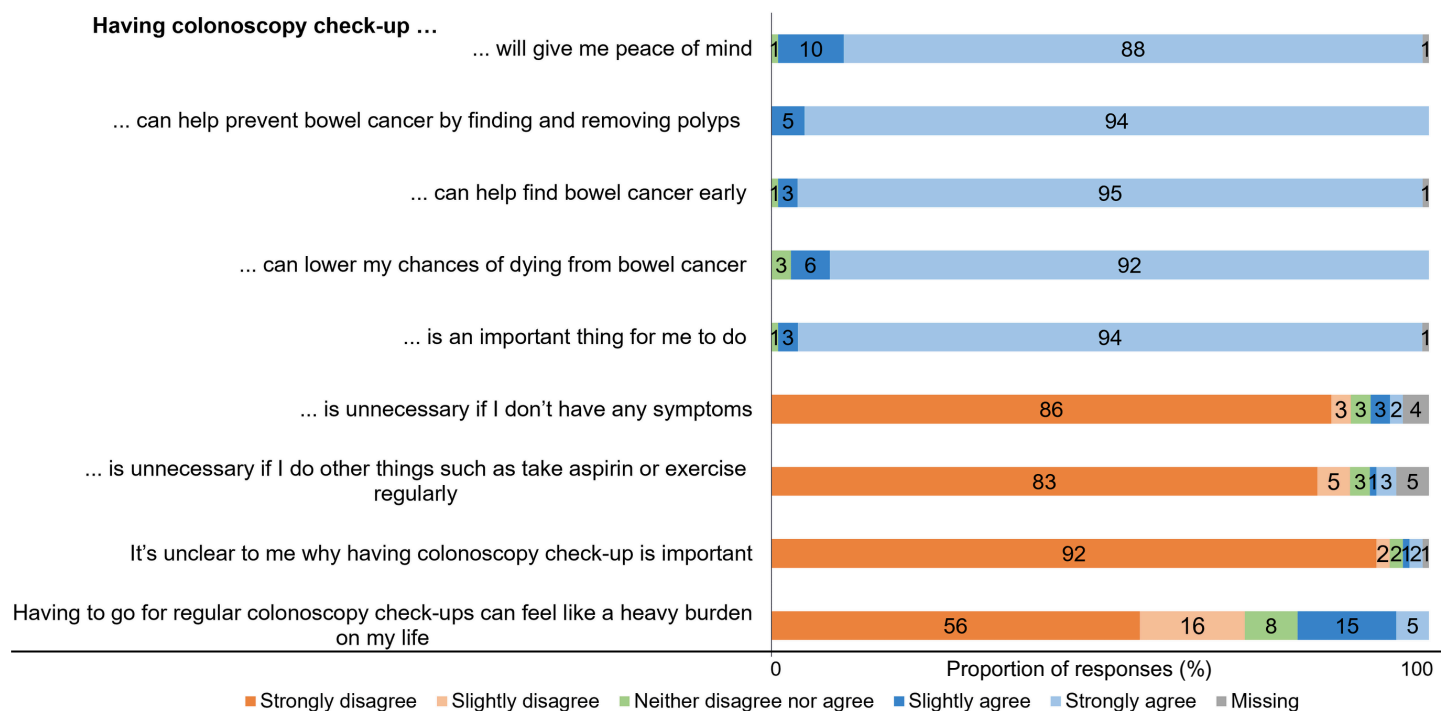 Having colonoscopy check-up …
... will give me peace of mind
1 10 88 1
... can help prevent bowel cancer by finding and removing polyps
5 94
... can help find bowel cancer early
1 3 95 1
... can lower my chances of dying from bowel cancer
3 6 92
... is an important thing for me to do
1 3 94 1
... is unnecessary if I don’t have any symptoms
86 3 3 3 2 4
... is unnecessary if I do other things such as take aspirin or exercise
regularly
83 5 3 1 3 5
It’s unclear to me why having colonoscopy check-up is important
92 2 2 1 2 1
Having to go for regular colonoscopy check-ups can feel like a heavy burden
on my life
56 16 8 15 5
0 Proportion of responses (%) 100
Strongly disagree Slightly disagree Neither disagree nor agree Slightly agree Strongly agree Missing